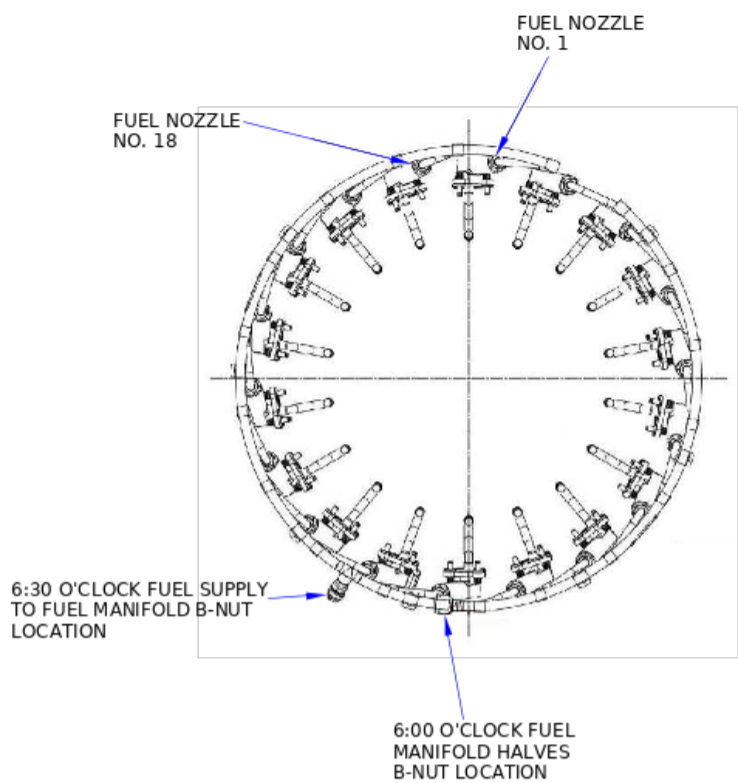 FUEL NOZZLE
NO. 1
FUEL NOZZLE
NO. 18
6:30 O'CLOCK FUEL SUPPLY
TO FUEL MANIFOLD B-NUT
LOCATION
6:00 O'CLOCK FUEL
MANIFOLD HALVES
B-NUT LOCATION